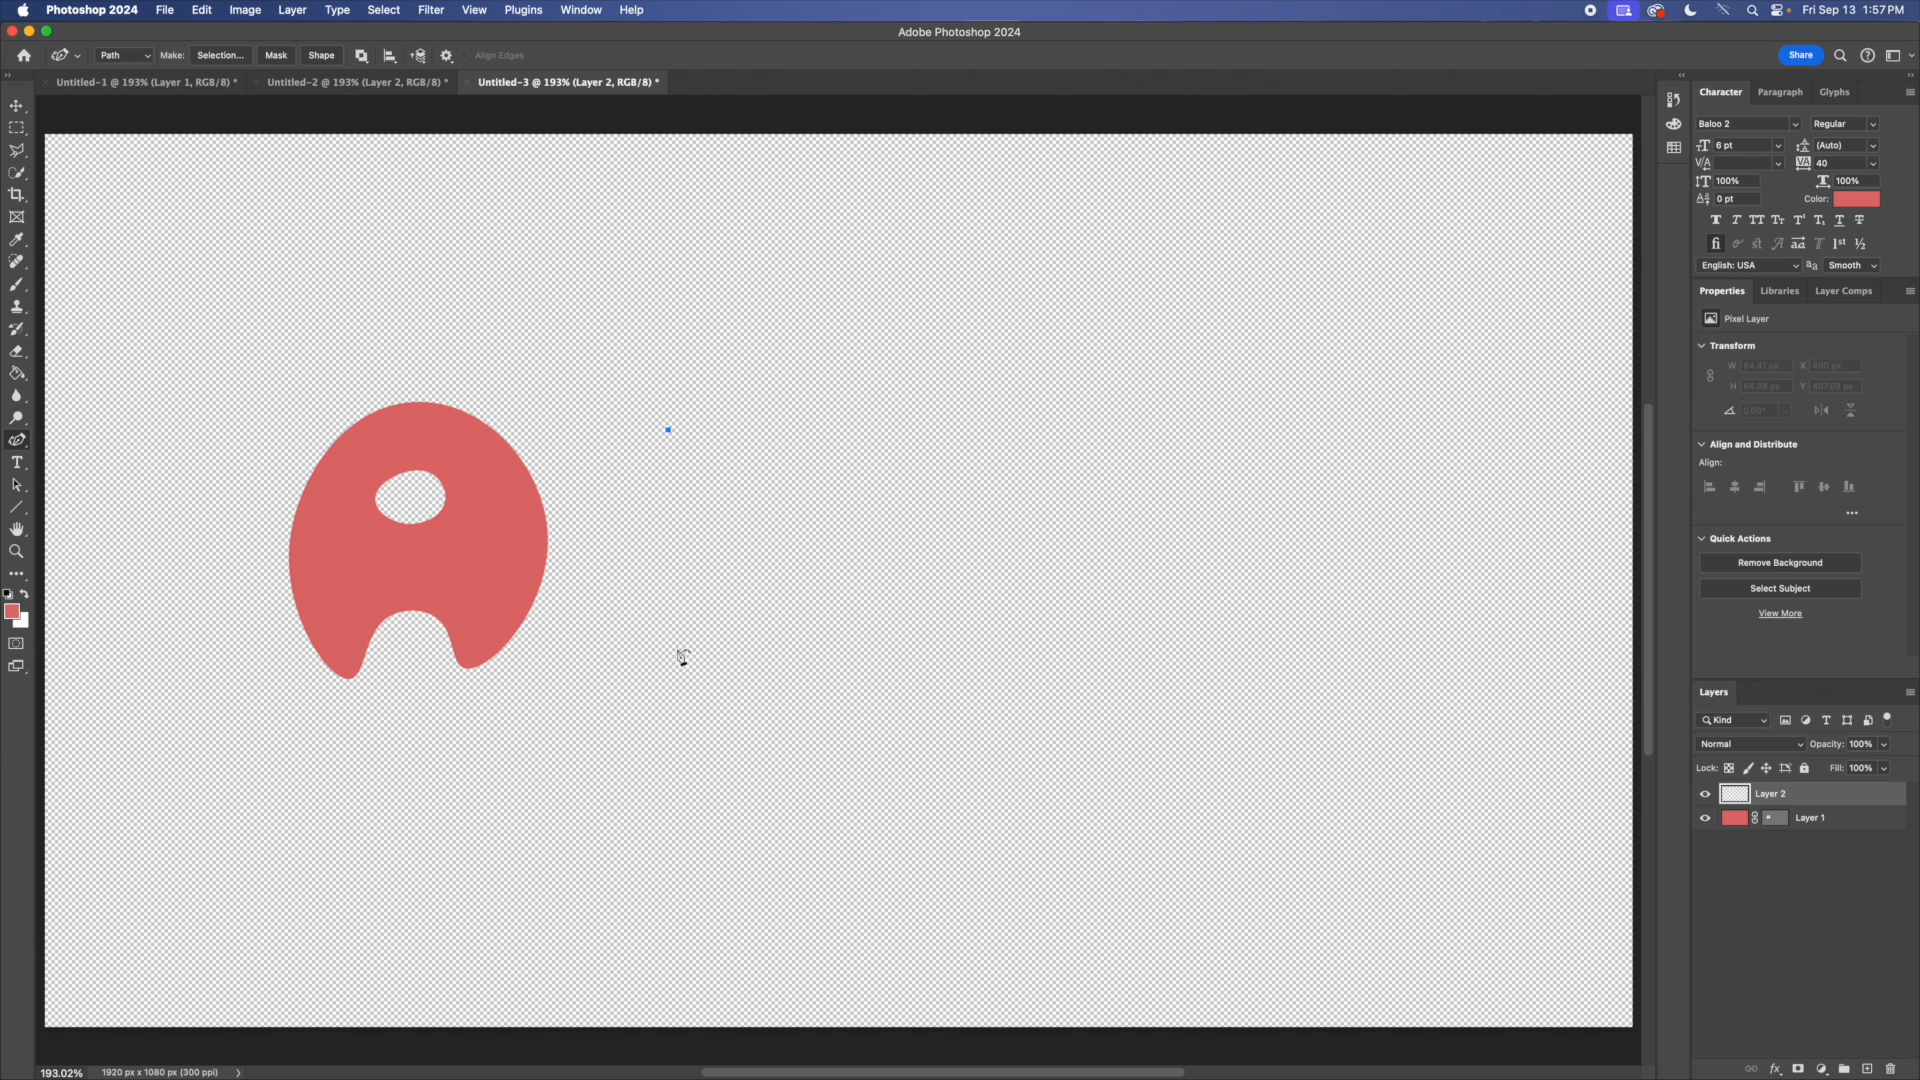 Photoshop 2024 File Edit Image Layer Type Select Filter View Plugins Window Help Fri Sep 13 1:57 PM
Adobe Photoshop 2024
Path Make: Selection... Mask Shape Align Edges Share
Untitled-1 @ 193% (Layer 1, RGB/8) * Untitled-2 @ 193% (Layer 2, RGB/8) * Untitled-3 @ 193% (Layer 2, RGB/8) *
Character Paragraph Glyphs
Baloo 2 Regular
6 pt (Auto)
40
100% 100%
0 pt Color:
English: USA aa Smooth
Properties Libraries Layer Comps
Pixel Layer
Transform
W 84.41 px X 400 px
H 64.38 px Y 407.09 px
0.00°
Align and Distribute
Align:
Quick Actions
Remove Background
Select Subject
View More
Layers
Kind
Normal Opacity: 100%
Lock: Fill: 100%
Layer 2
Layer 1
193.02% 1920 px x 1080 px (300 ppi)